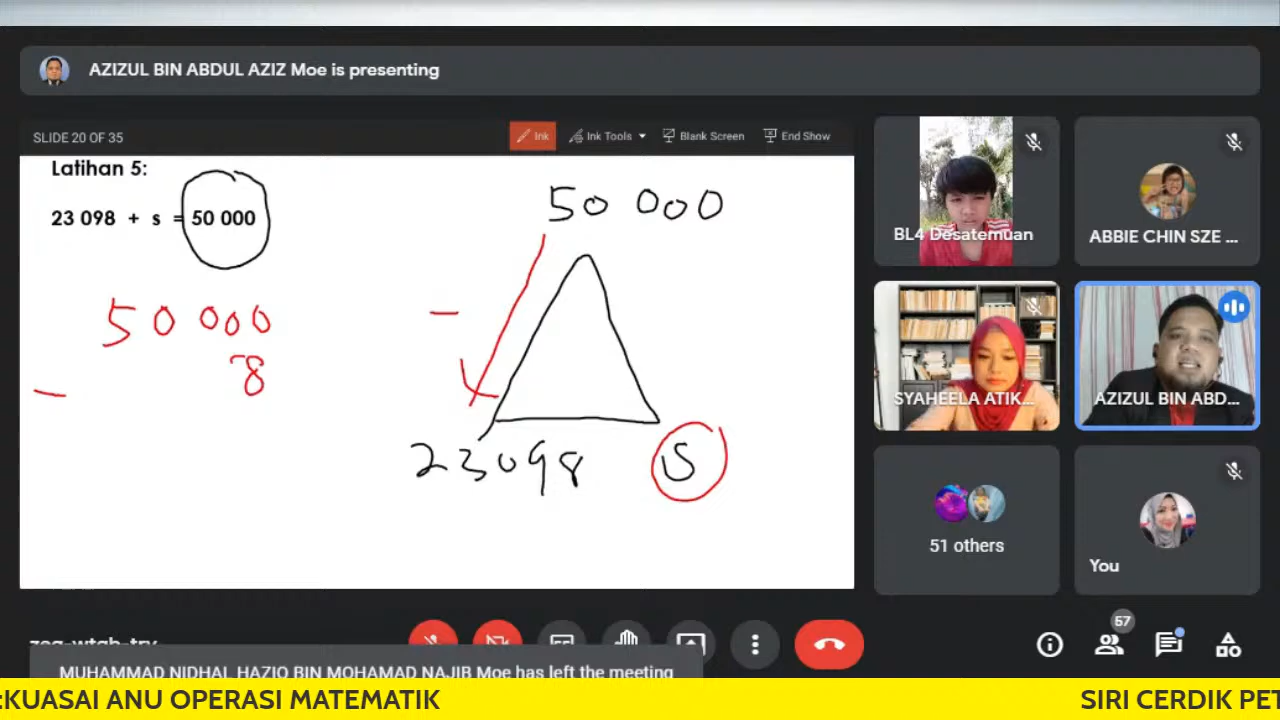 AZIZUL BIN ABDUL AZIZ Moe is presenting
SLIDE 20 OF 35
Ink
Ink Tools
Blank Screen
End Show
Latihan 5:
23 098 + s = 50 000
50 000
8
−
50 000
−
23098
S
BL4 Desatemuan
ABBIE CHIN SZE ...
SYAHEELA ATIK...
AZIZUL BIN ABD...
51 others
You
57
MUHAMMAD NIDHAL HAZIQ BIN MOHAMAD NAJIB Moe has left the meeting
:KUASAI ANU OPERASI MATEMATIK
SIRI CERDIK PET